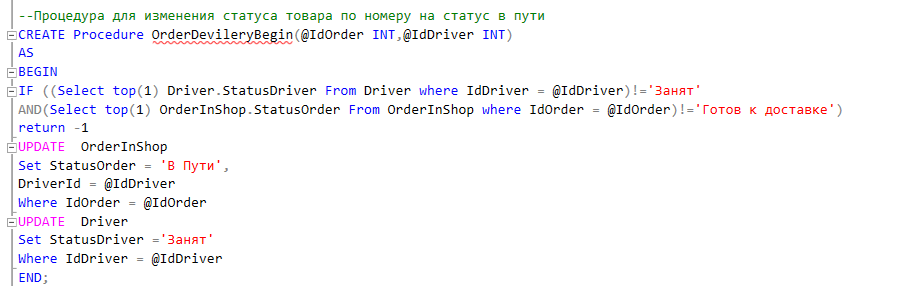 --Процедура для изменения статуса товара по номеру на статус в пути
CREATE Procedure OrderDevileryBegin(@IdOrder INT,@IdDriver INT)
AS
BEGIN
IF ((Select top(1) Driver.StatusDriver From Driver where IdDriver = @IdDriver)!='Занят'
AND(Select top(1) OrderInShop.StatusOrder From OrderInShop where IdOrder = @IdOrder)!='Готов к доставке')
return -1
UPDATE  OrderInShop
Set StatusOrder = 'В Пути',
DriverId = @IdDriver
Where IdOrder = @IdOrder
UPDATE  Driver
Set StatusDriver ='Занят'
Where IdDriver = @IdDriver
END;